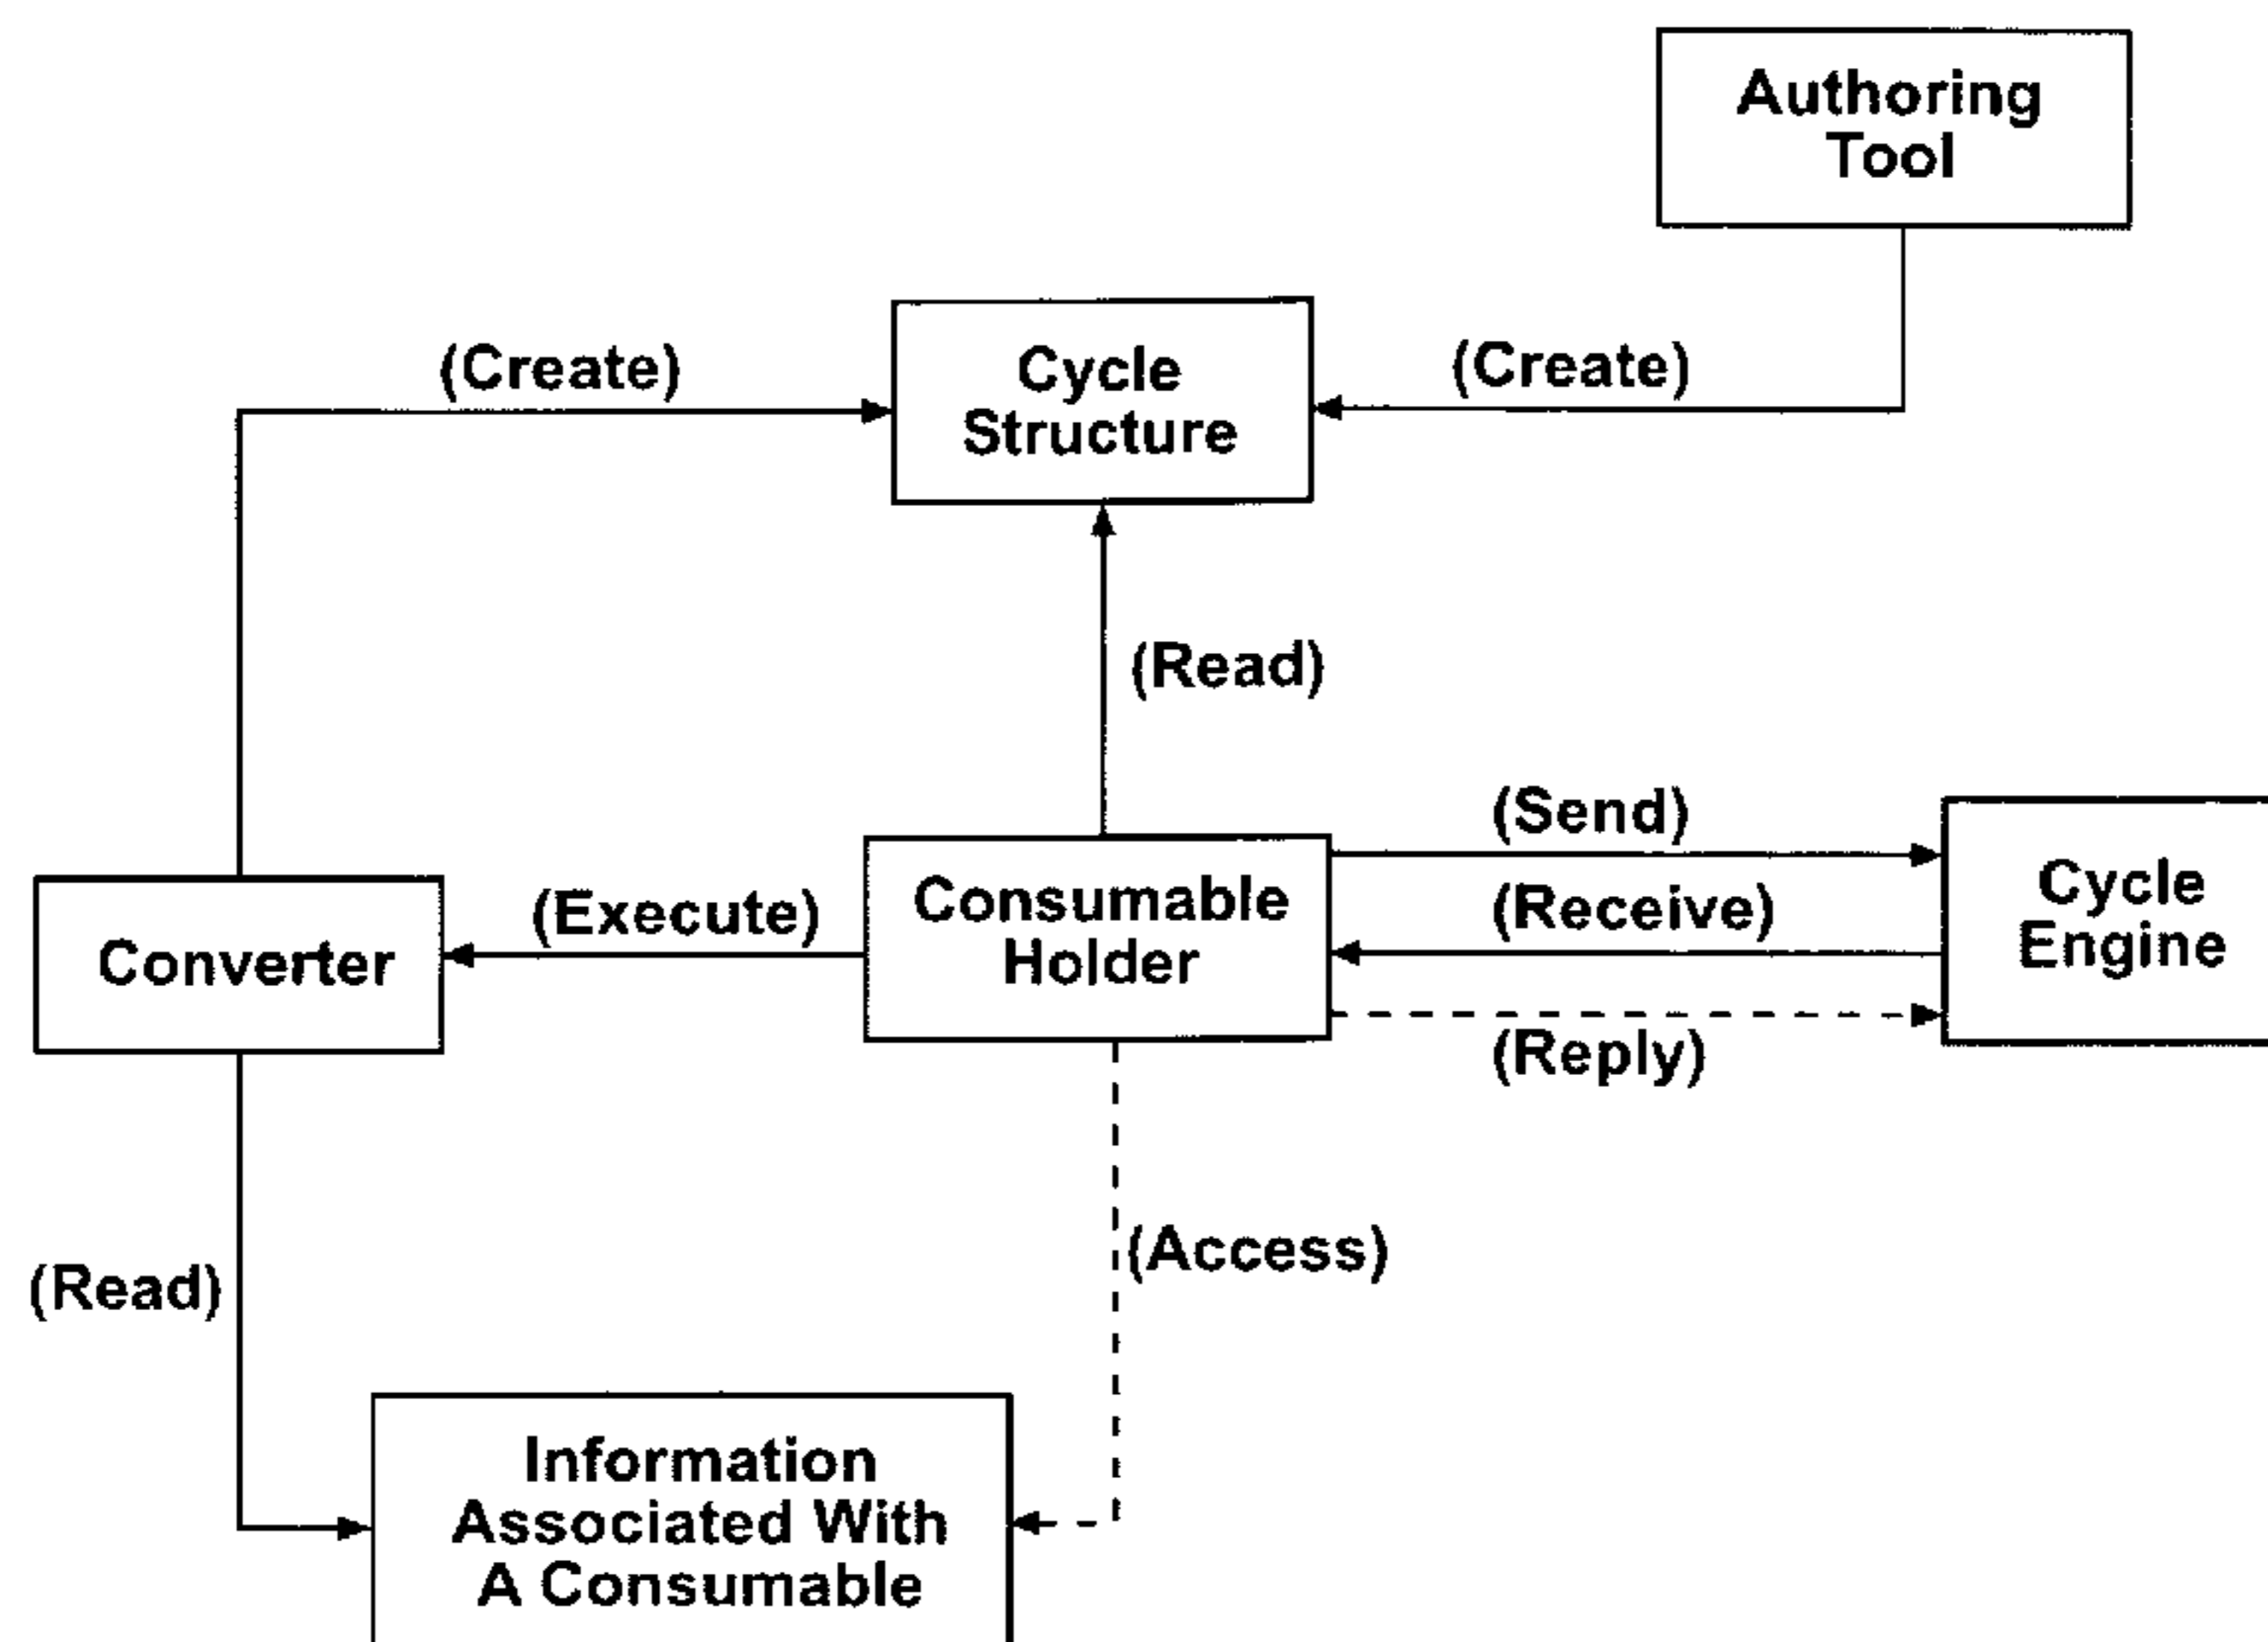 Authoring
Tool
(Create)
Cycle
Structure
(Create)
(Read)
(Send)
Consumable
Holder
(Receive)
Cycle
Engine
(Execute)
Converter
(Reply)
(Access)
(Read)
Information
Associated With
A Consumable